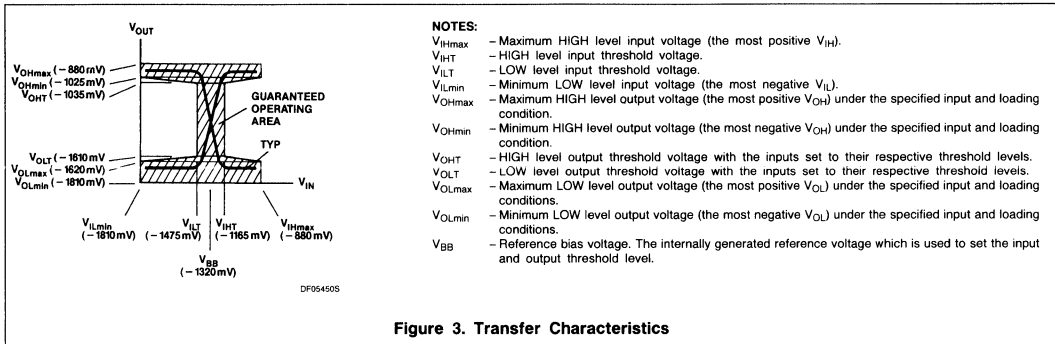 VOUT
VOHmax (– 880 mV)
VOHmin (– 1025 mV)
VOHT (– 1035 mV)
GUARANTEED
OPERATING
AREA
TYP
VOLT (– 1610 mV
VOLmax (– 1620 mV)
VOLmin (– 1810 mV)
VIN
VILmin
(– 1810 mV)
VILT
(– 1475 mV)
VIHT
(– 1165 mV)
VIHmax
(– 880 mV)
VBB
(– 1320 mV)
DF05450S
NOTES:
VIHmax – Maximum HIGH level input voltage (the most positive VIH).
VIHT – HIGH level input threshold voltage.
VILT – LOW level input threshold voltage.
VILmin – Minimum LOW level input voltage (the most negative VIL).
VOHmax – Maximum HIGH level output voltage (the most positive VOH) under the specified input and loading
condition.
VOHmin – Minimum HIGH level output voltage (the most negative VOH) under the specified input and loading
condition.
VOHT – HIGH level output threshold voltage with the inputs set to their respective threshold levels.
VOLT – LOW level output threshold voltage with the inputs set to their respective threshold levels.
VOLmax – Maximum LOW level output voltage (the most positive VOL) under the specified input and loading
conditions.
VOLmin – Minimum LOW level output voltage (the most negative VOL) under the specified input and loading
conditions.
VBB – Reference bias voltage. The internally generated reference voltage which is used to set the input
and output threshold level.
Figure 3. Transfer Characteristics